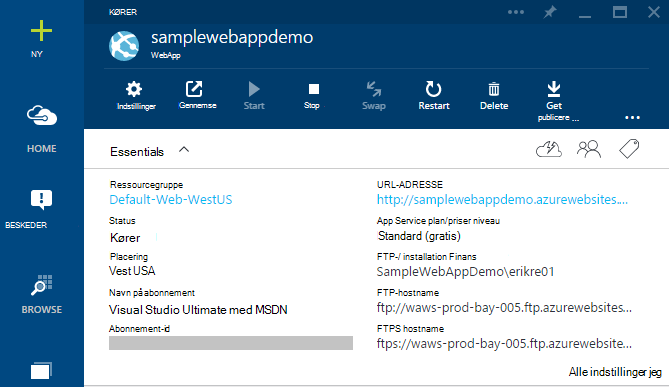 KØRER
samplewebappdemo
WebApp
NY
HOME
BESKEDER
BROWSE
Indstillinger
Gennemse
Start
Stop
Swap
Restart
Delete
Get
publicere ...
Essentials
Ressourcegruppe
Default-Web-WestUS
Status
Kører
Placering
Vest USA
Navn på abonnement
Visual Studio Ultimate med MSDN
Abonnement-id
URL-ADRESSE
http://samplewebappdemo.azurewebsites....
App Service plan/priser niveau
Standard (gratis)
FTP-/ installation Finans
SampleWebAppDemo\erikre01
FTP-hostname
ftp://waws-prod-bay-005.ftp.azurewebsites...
FTPS hostname
ftps://waws-prod-bay-005.ftp.azurewebsites...
Alle indstillinger jeg